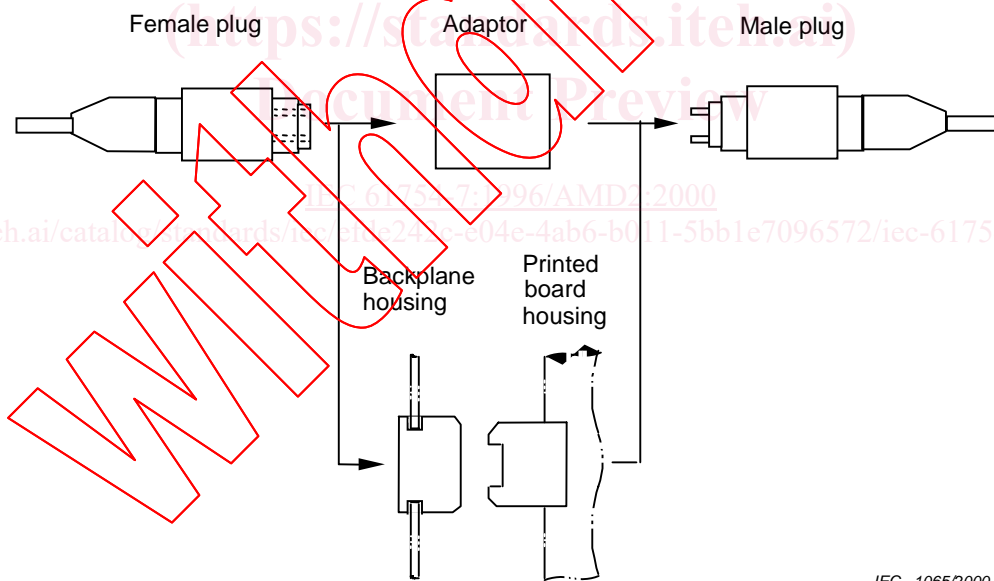 (https://standards.iteh.ai)
Female plug
Adaptor
Male plug
Document Preview
IEC 61754-7:1996/AMD2:2000
Backplane
housing
Printed
board
housing